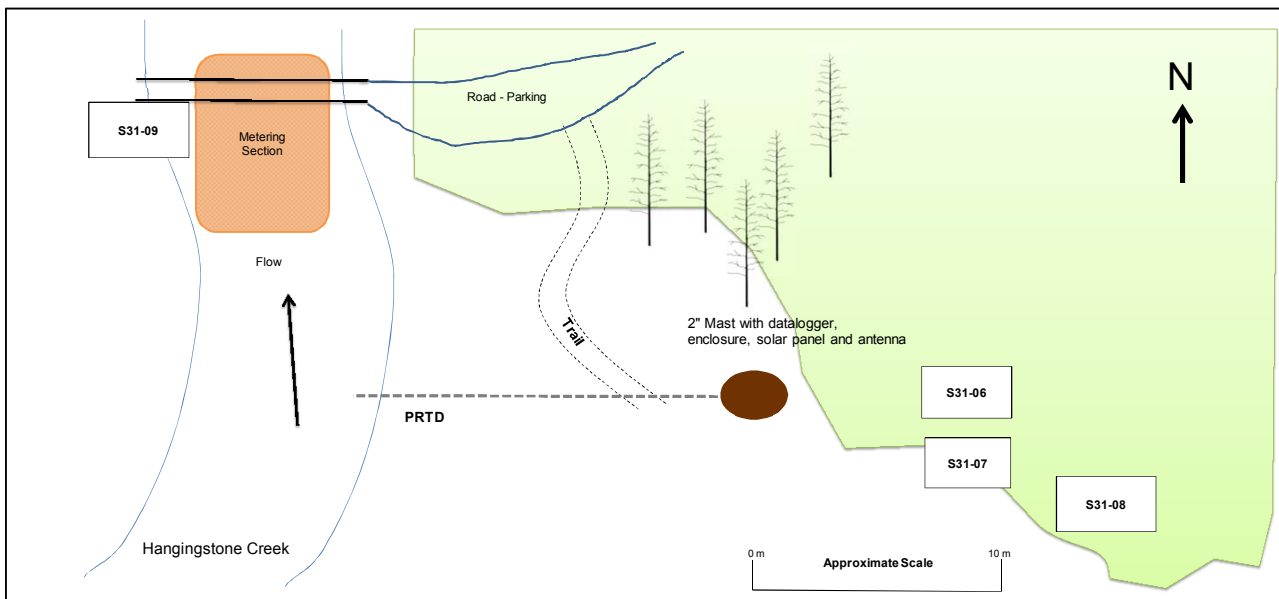 N
Road - Parking
S31-09
Metering
Section
Flow
2" Mast with datalogger,
enclosure, solar panel and antenna
Trail
S31-06
PRTD
S31-07
S31-08
Hangingstone Creek
0 m
10 m
Approximate Scale